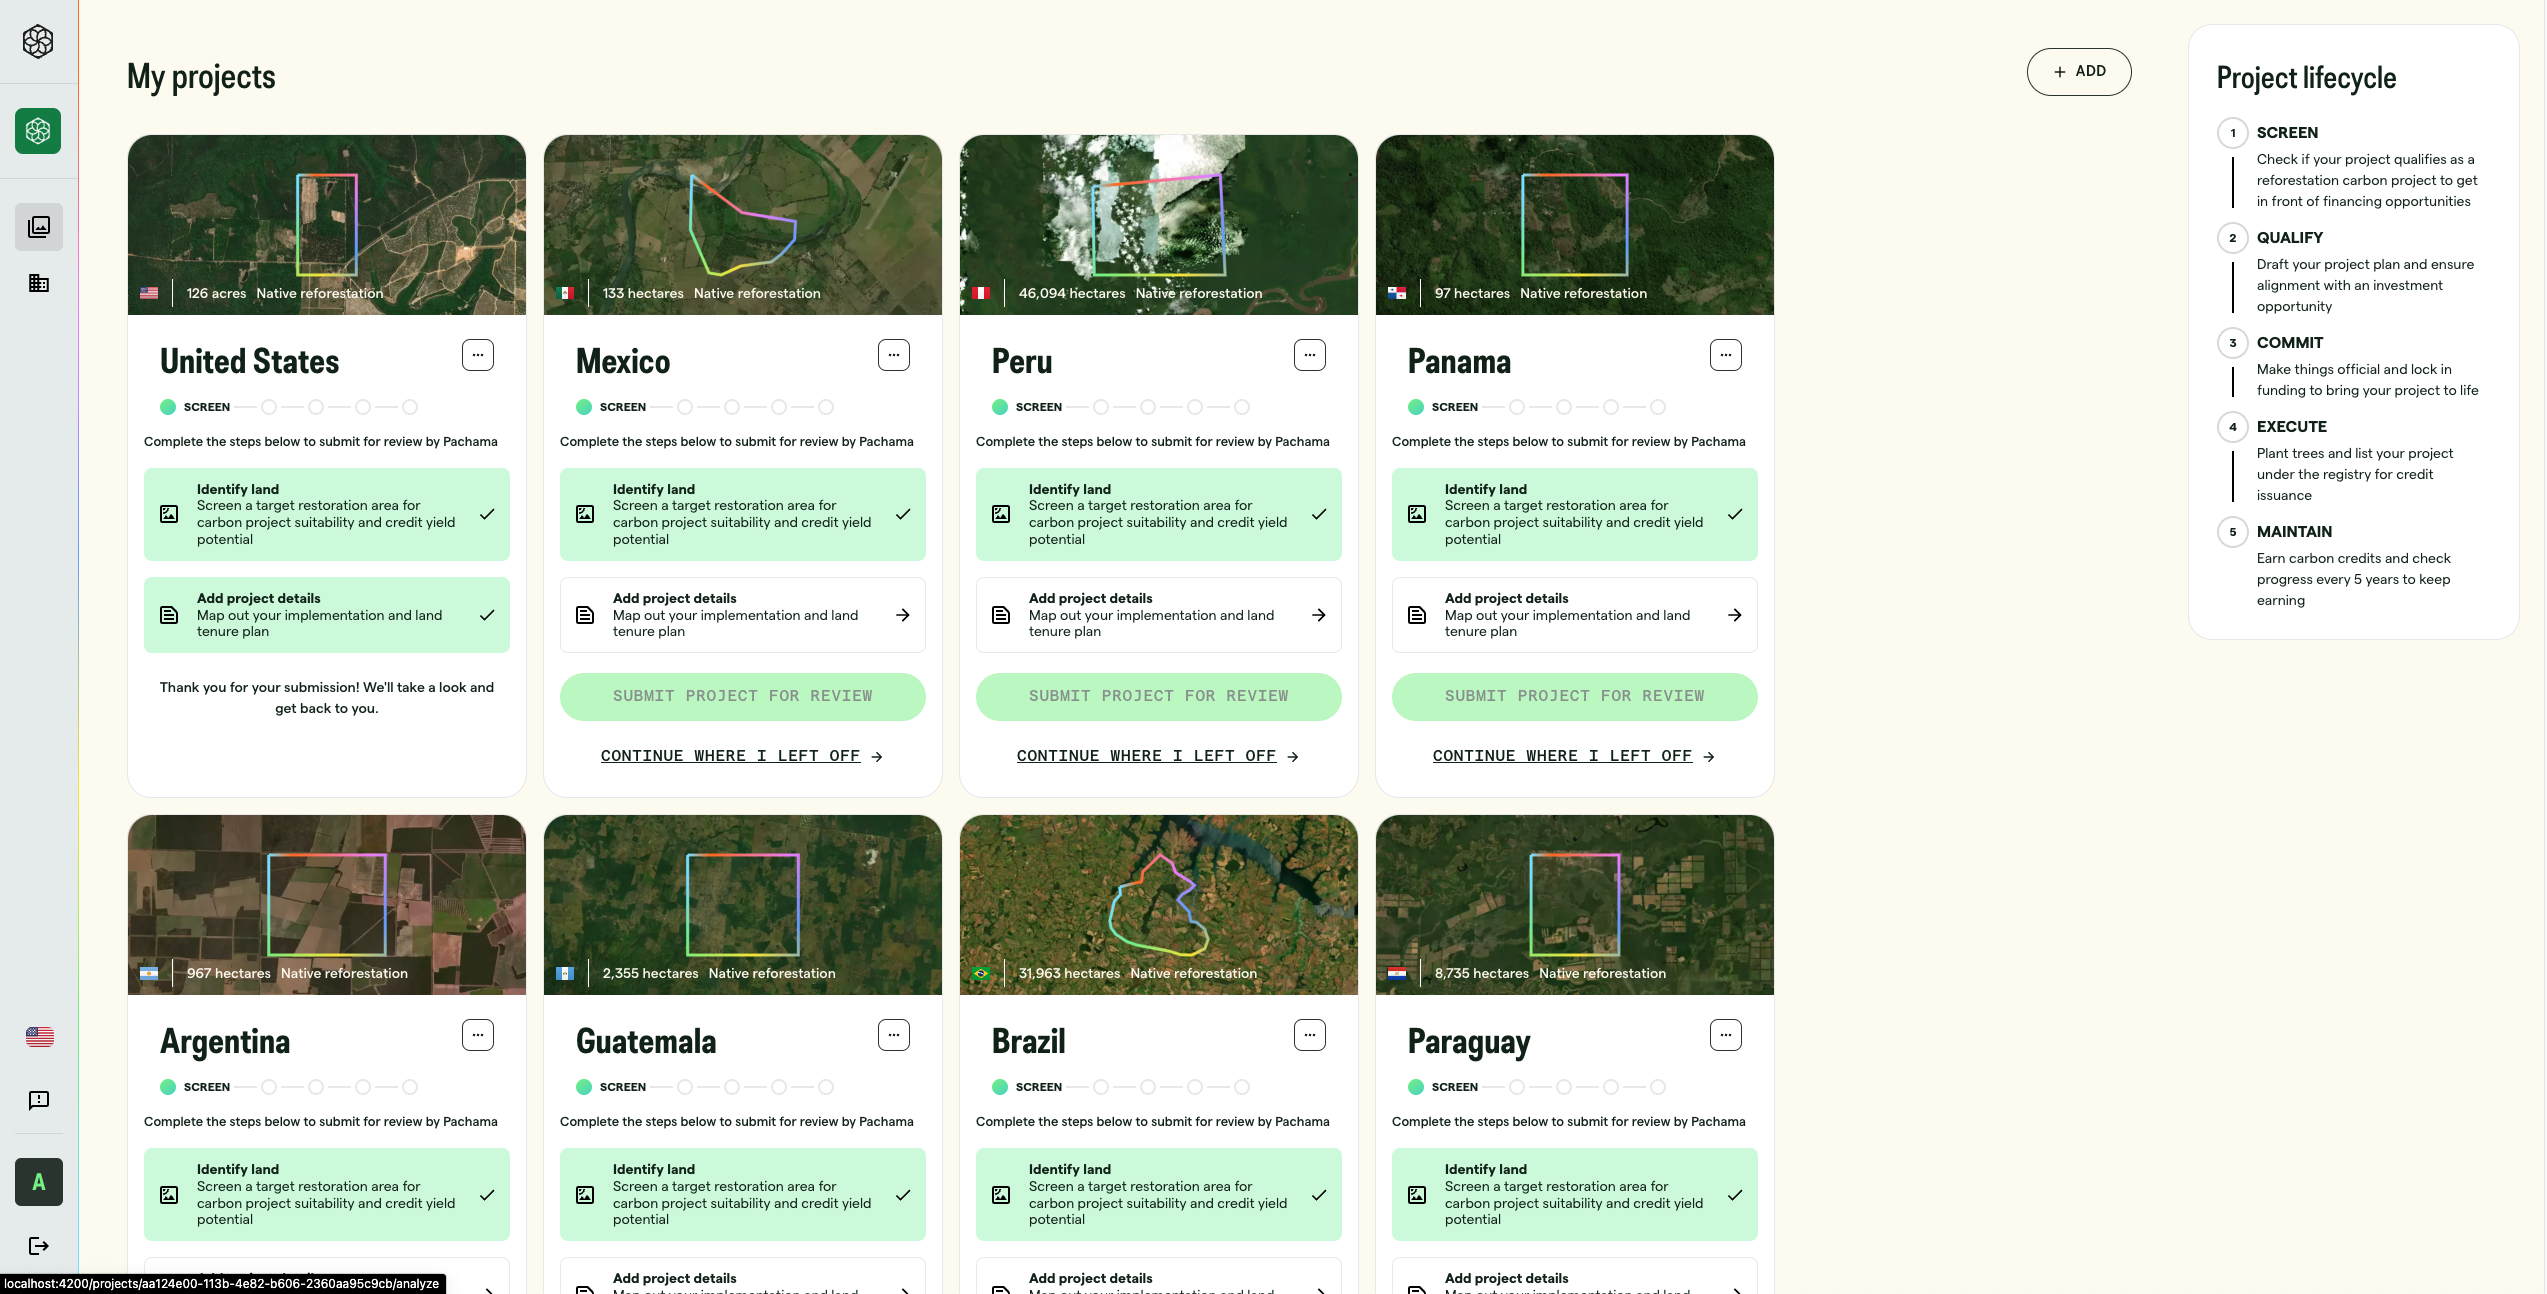 My projects
+ ADD
126 acres Native reforestation
United States
...
SCREEN
Complete the steps below to submit for review by Pachama
Identify land
Screen a target restoration area for
carbon project suitability and credit yield
potential
Add project details
Map out your implementation and land
tenure plan
Thank you for your submission! We'll take a look and
get back to you.
133 hectares Native reforestation
Mexico
...
SCREEN
Complete the steps below to submit for review by Pachama
Identify land
Screen a target restoration area for
carbon project suitability and credit yield
potential
Add project details
Map out your implementation and land
tenure plan
SUBMIT PROJECT FOR REVIEW
CONTINUE WHERE I LEFT OFF →
46,094 hectares Native reforestation
Peru
...
SCREEN
Complete the steps below to submit for review by Pachama
Identify land
Screen a target restoration area for
carbon project suitability and credit yield
potential
Add project details
Map out your implementation and land
tenure plan
SUBMIT PROJECT FOR REVIEW
CONTINUE WHERE I LEFT OFF →
97 hectares Native reforestation
Panama
...
SCREEN
Complete the steps below to submit for review by Pachama
Identify land
Screen a target restoration area for
carbon project suitability and credit yield
potential
Add project details
Map out your implementation and land
tenure plan
SUBMIT PROJECT FOR REVIEW
CONTINUE WHERE I LEFT OFF →
967 hectares Native reforestation
Argentina
...
SCREEN
Complete the steps below to submit for review by Pachama
Identify land
Screen a target restoration area for
carbon project suitability and credit yield
potential
2,355 hectares Native reforestation
Guatemala
...
SCREEN
Complete the steps below to submit for review by Pachama
Identify land
Screen a target restoration area for
carbon project suitability and credit yield
potential
Add project details
31,963 hectares Native reforestation
Brazil
...
SCREEN
Complete the steps below to submit for review by Pachama
Identify land
Screen a target restoration area for
carbon project suitability and credit yield
potential
Add project details
8,735 hectares Native reforestation
Paraguay
...
SCREEN
Complete the steps below to submit for review by Pachama
Identify land
Screen a target restoration area for
carbon project suitability and credit yield
potential
Add project details
Project lifecycle
1 SCREEN
Check if your project qualifies as a
reforestation carbon project to get
in front of financing opportunities
2 QUALIFY
Draft your project plan and ensure
alignment with an investment
opportunity
3 COMMIT
Make things official and lock in
funding to bring your project to life
4 EXECUTE
Plant trees and list your project
under the registry for credit
issuance
5 MAINTAIN
Earn carbon credits and check
progress every 5 years to keep
earning
A
localhost:4200/projects/aa124e00-113b-4e82-b606-2360aa95c9cb/analyze